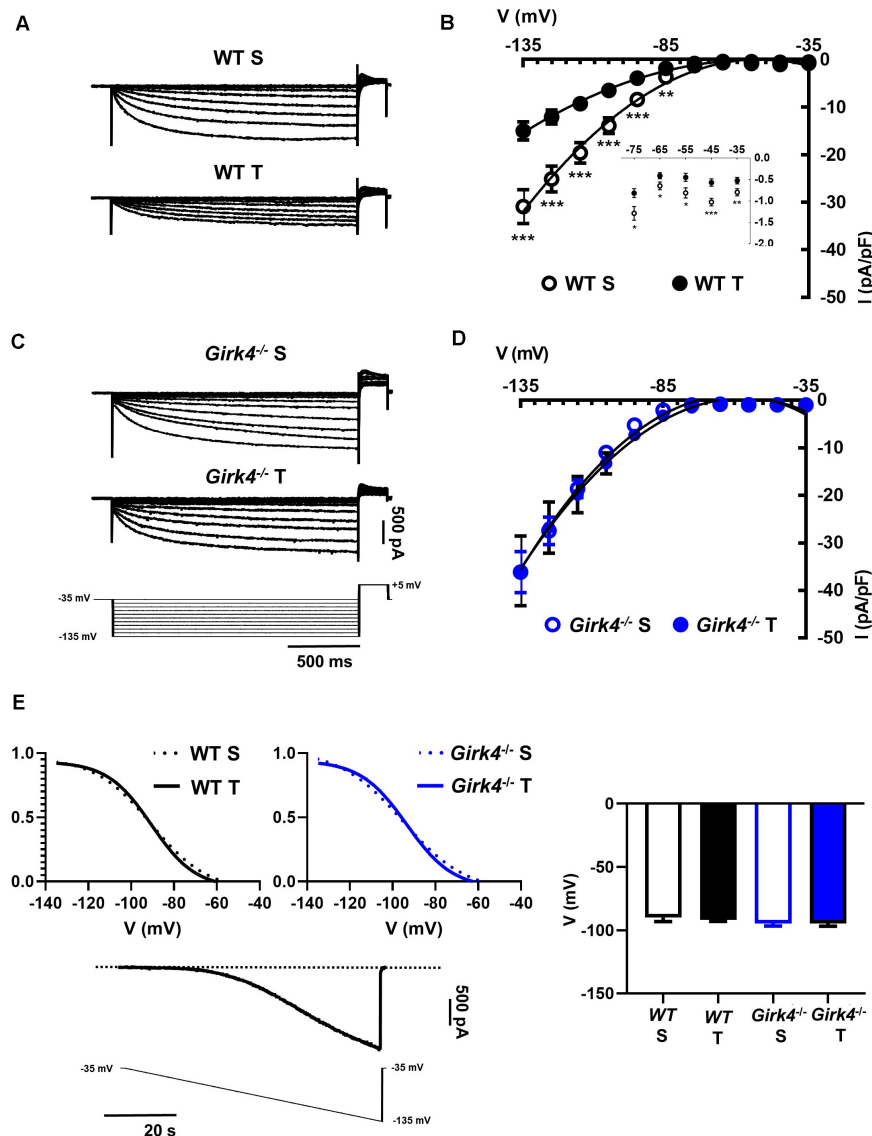 A
WT S
WT T
B
V (mV)
-135 -85 -35
0
-10
-20
-30
-40
-50
I (pA/pF)
** 
***
***
***
***
***
-75 -65 -55 -45 -35
0.0
-0.5
-1.0
-1.5
-2.0
* * * *** **
WT S WT T
C
Girk4-/- S
Girk4-/- T
500 pA
-35 mV
+5 mV
-135 mV
500 ms
D
V (mV)
-135 -85 -35
0
-10
-20
-30
-40
-50
I (pA/pF)
Girk4-/- S Girk4-/- T
E
1.0
0.5
0.0
-140 -120 -100 -80 -60 -40
V (mV)
WT S
WT T
1.0
0.5
0.0
-140 -120 -100 -80 -60 -40
V (mV)
Girk4-/- S
Girk4-/- T
500 pA
-35 mV
-35 mV
-135 mV
20 s
0
-50
-100
-150
V (mV)
WT S
WT T
Girk4-/- S
Girk4-/- T